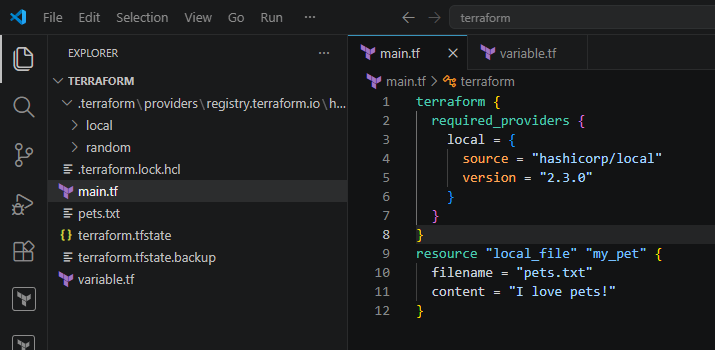 File Edit Selection View Go Run ··· ← → terraform
EXPLORER ···
TERRAFORM
.terraform\providers\registry.terraform.io\h...
local
random
.terraform.lock.hcl
main.tf
pets.txt
{} terraform.tfstate
terraform.tfstate.backup
variable.tf
main.tf × variable.tf
main.tf > terraform
1 terraform {
2 required_providers {
3 local = {
4 source = "hashicorp/local"
5 version = "2.3.0"
6 }
7 }
8 }
9 resource "local_file" "my_pet" {
10 filename = "pets.txt"
11 content = "I love pets!"
12 }